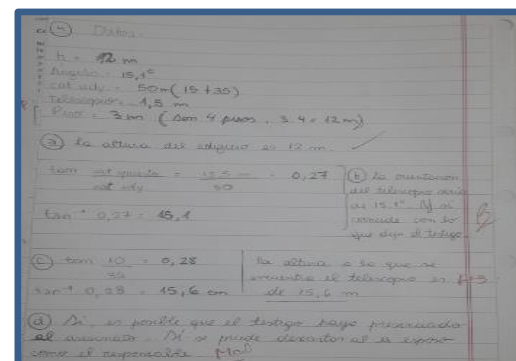 ④ Datos:
h = 12 m
Angulo = 15,1°
cat ady = 50m (15 + 35)
Telescopio = 1,5 m
Piso = 3m (son 4 pisos, 3.4 = 12m)
ⓐ La altura del edificio es 12 m.
tan cat opuesto / cat ady = 13,5 m / 50 = 0,27
tan⁻¹ 0,27 = 15,1
ⓑ La orientacion
del telescopio
es 15.1° y si
coincide con lo
que dijo el testigo.
B
ⓒ tan 10 / 35 = 0,28
tan⁻¹ 0,28 = 15,6 cm
La altura a la que se
encuentra el telescopio es
de 15,6 m
ⓓ Si, es posible que el testigo haya presenciado
el asesinato. Si se puede descartar al esposo
como el responsable